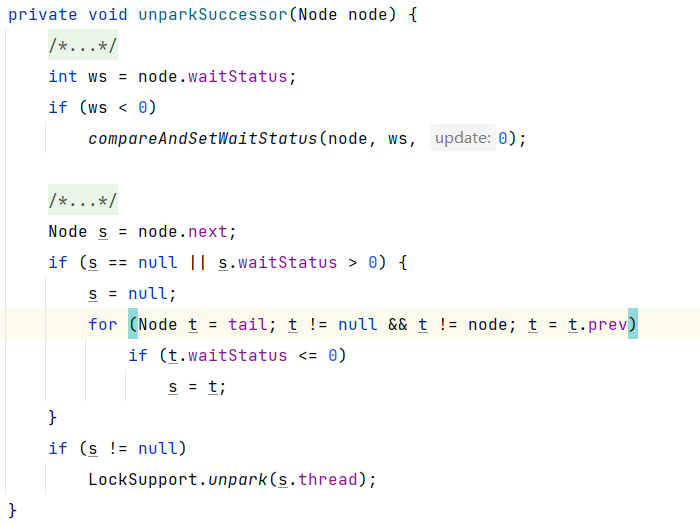 private void unparkSuccessor(Node node) {
    /*...*/
    int ws = node.waitStatus;
    if (ws < 0)
        compareAndSetWaitStatus(node, ws, update: 0);

    /*...*/
    Node s = node.next;
    if (s == null || s.waitStatus > 0) {
        s = null;
        for (Node t = tail; t != null && t != node; t = t.prev)
            if (t.waitStatus <= 0)
                s = t;
    }
    if (s != null)
        LockSupport.unpark(s.thread);
}